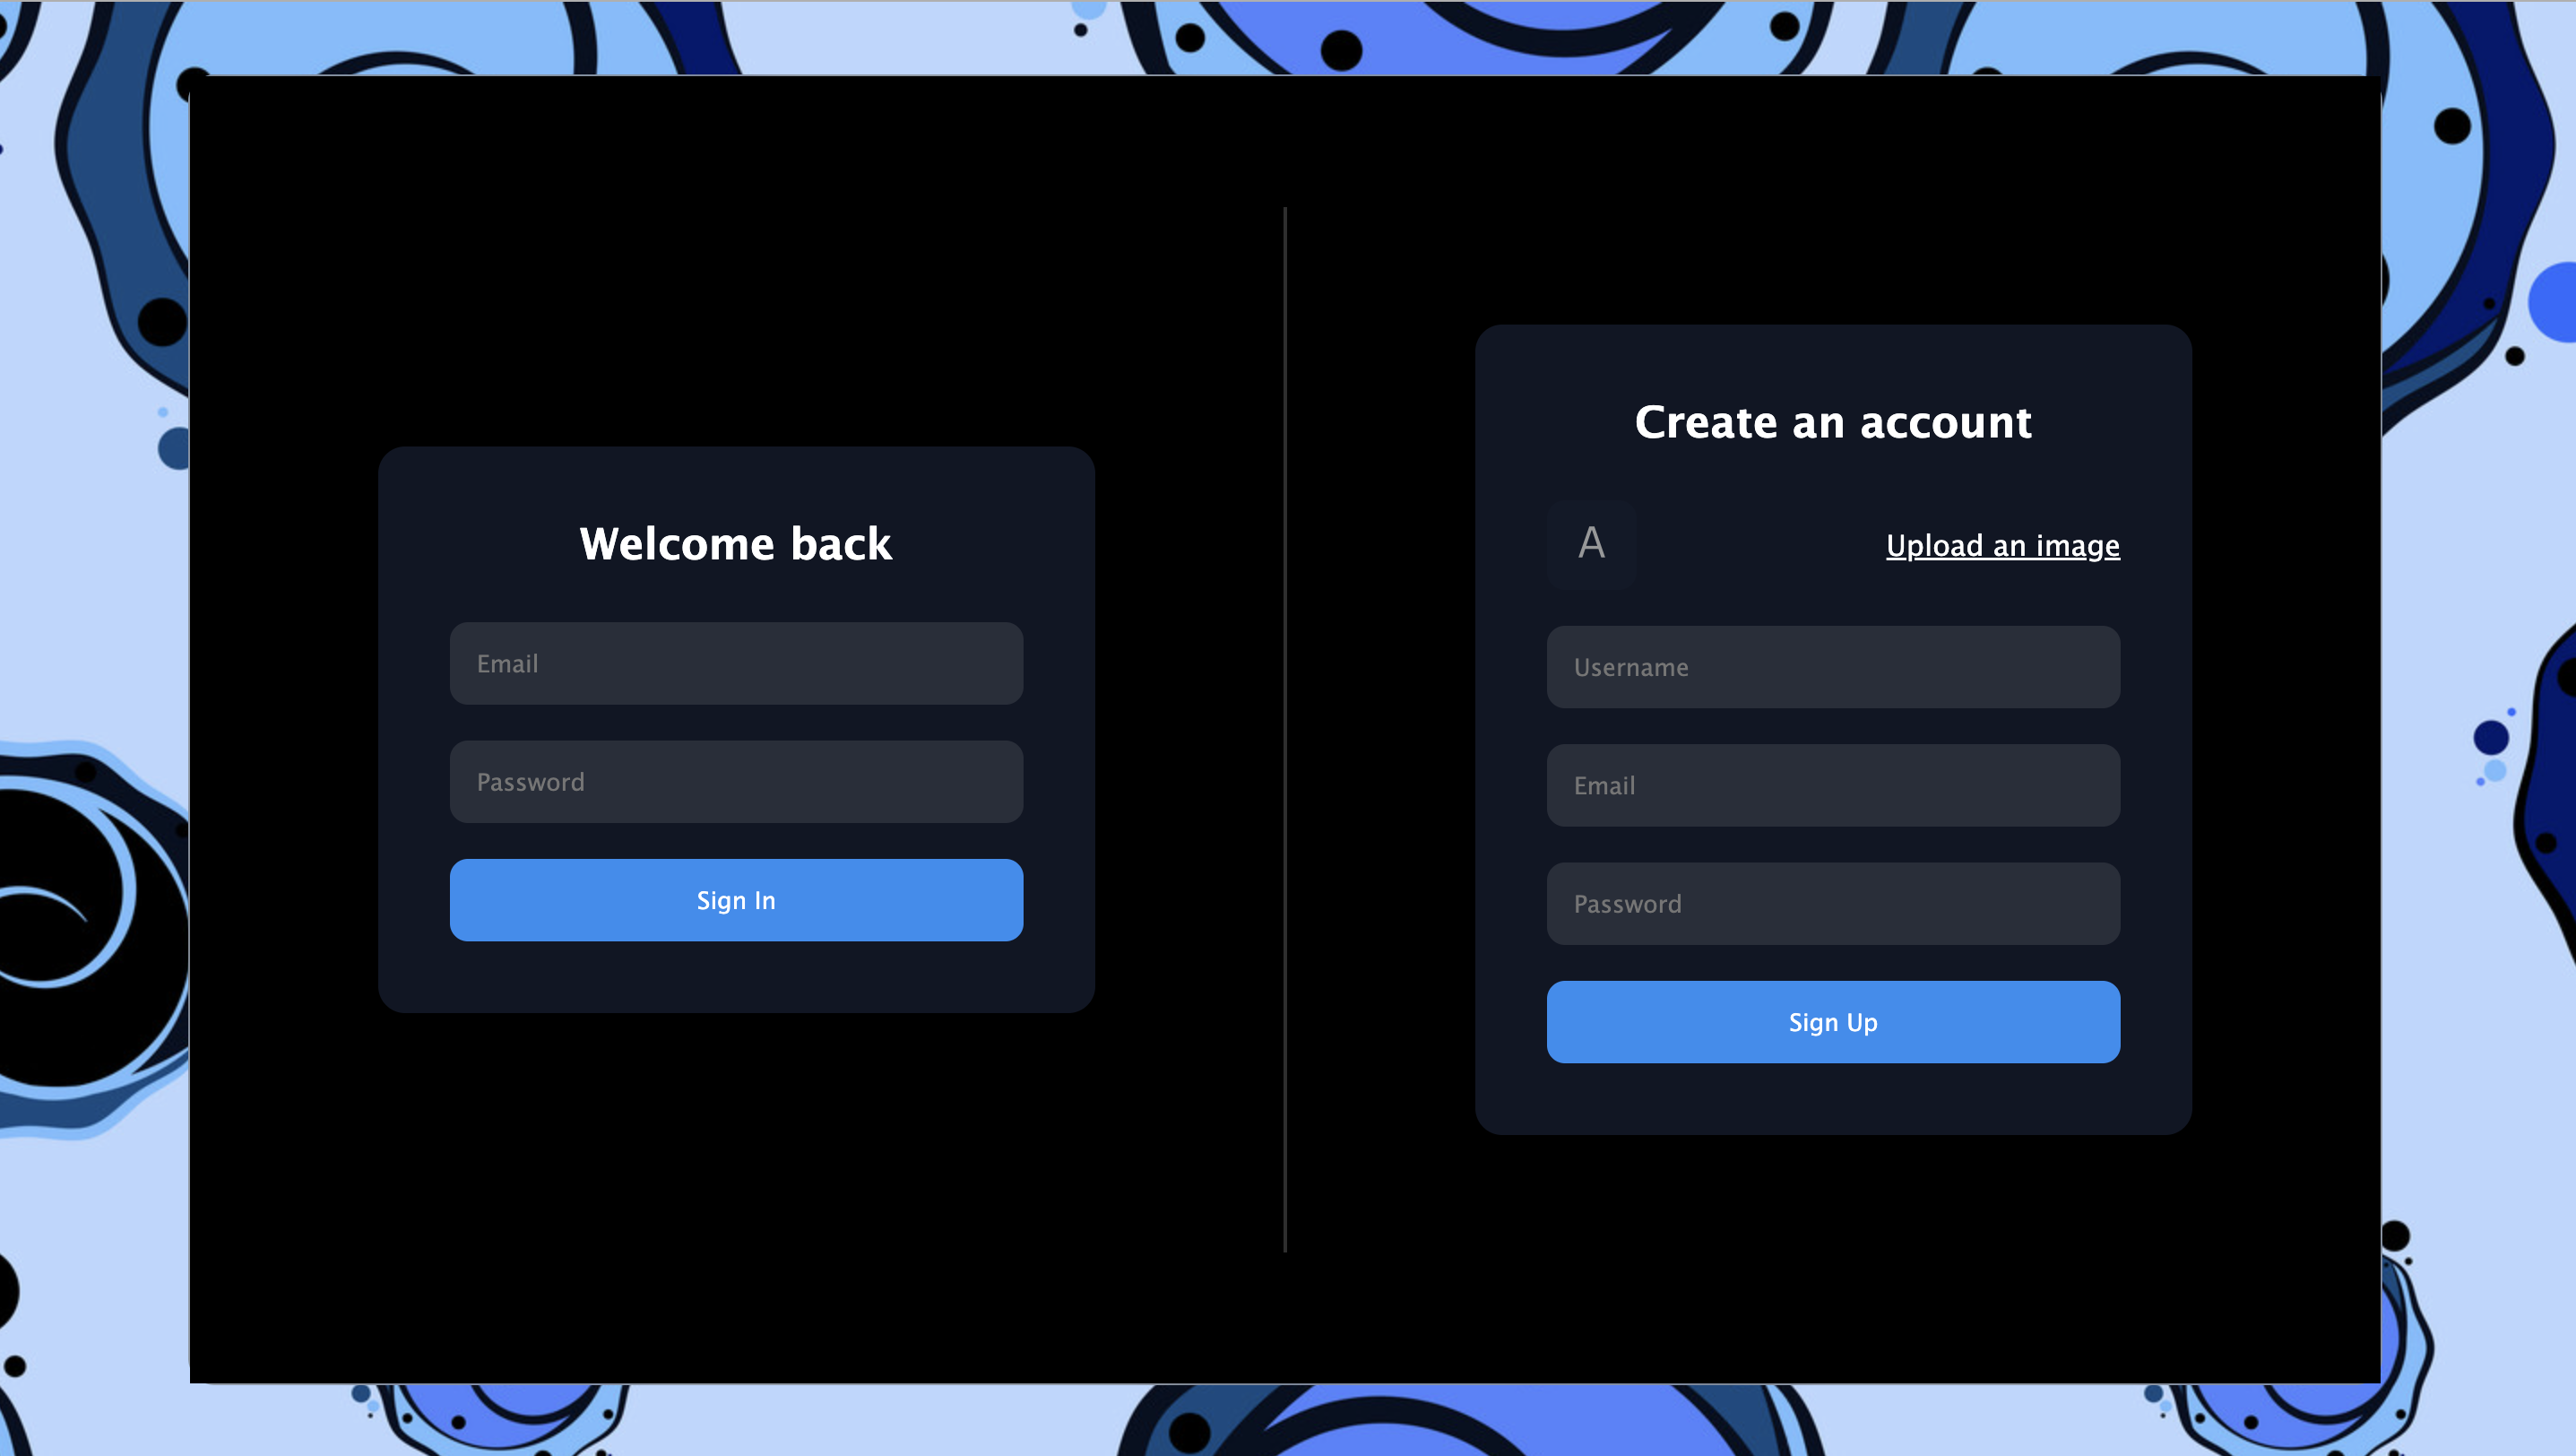 Welcome back
Email
Password
Sign In
Create an account
A
Upload an image
Username
Email
Password
Sign Up